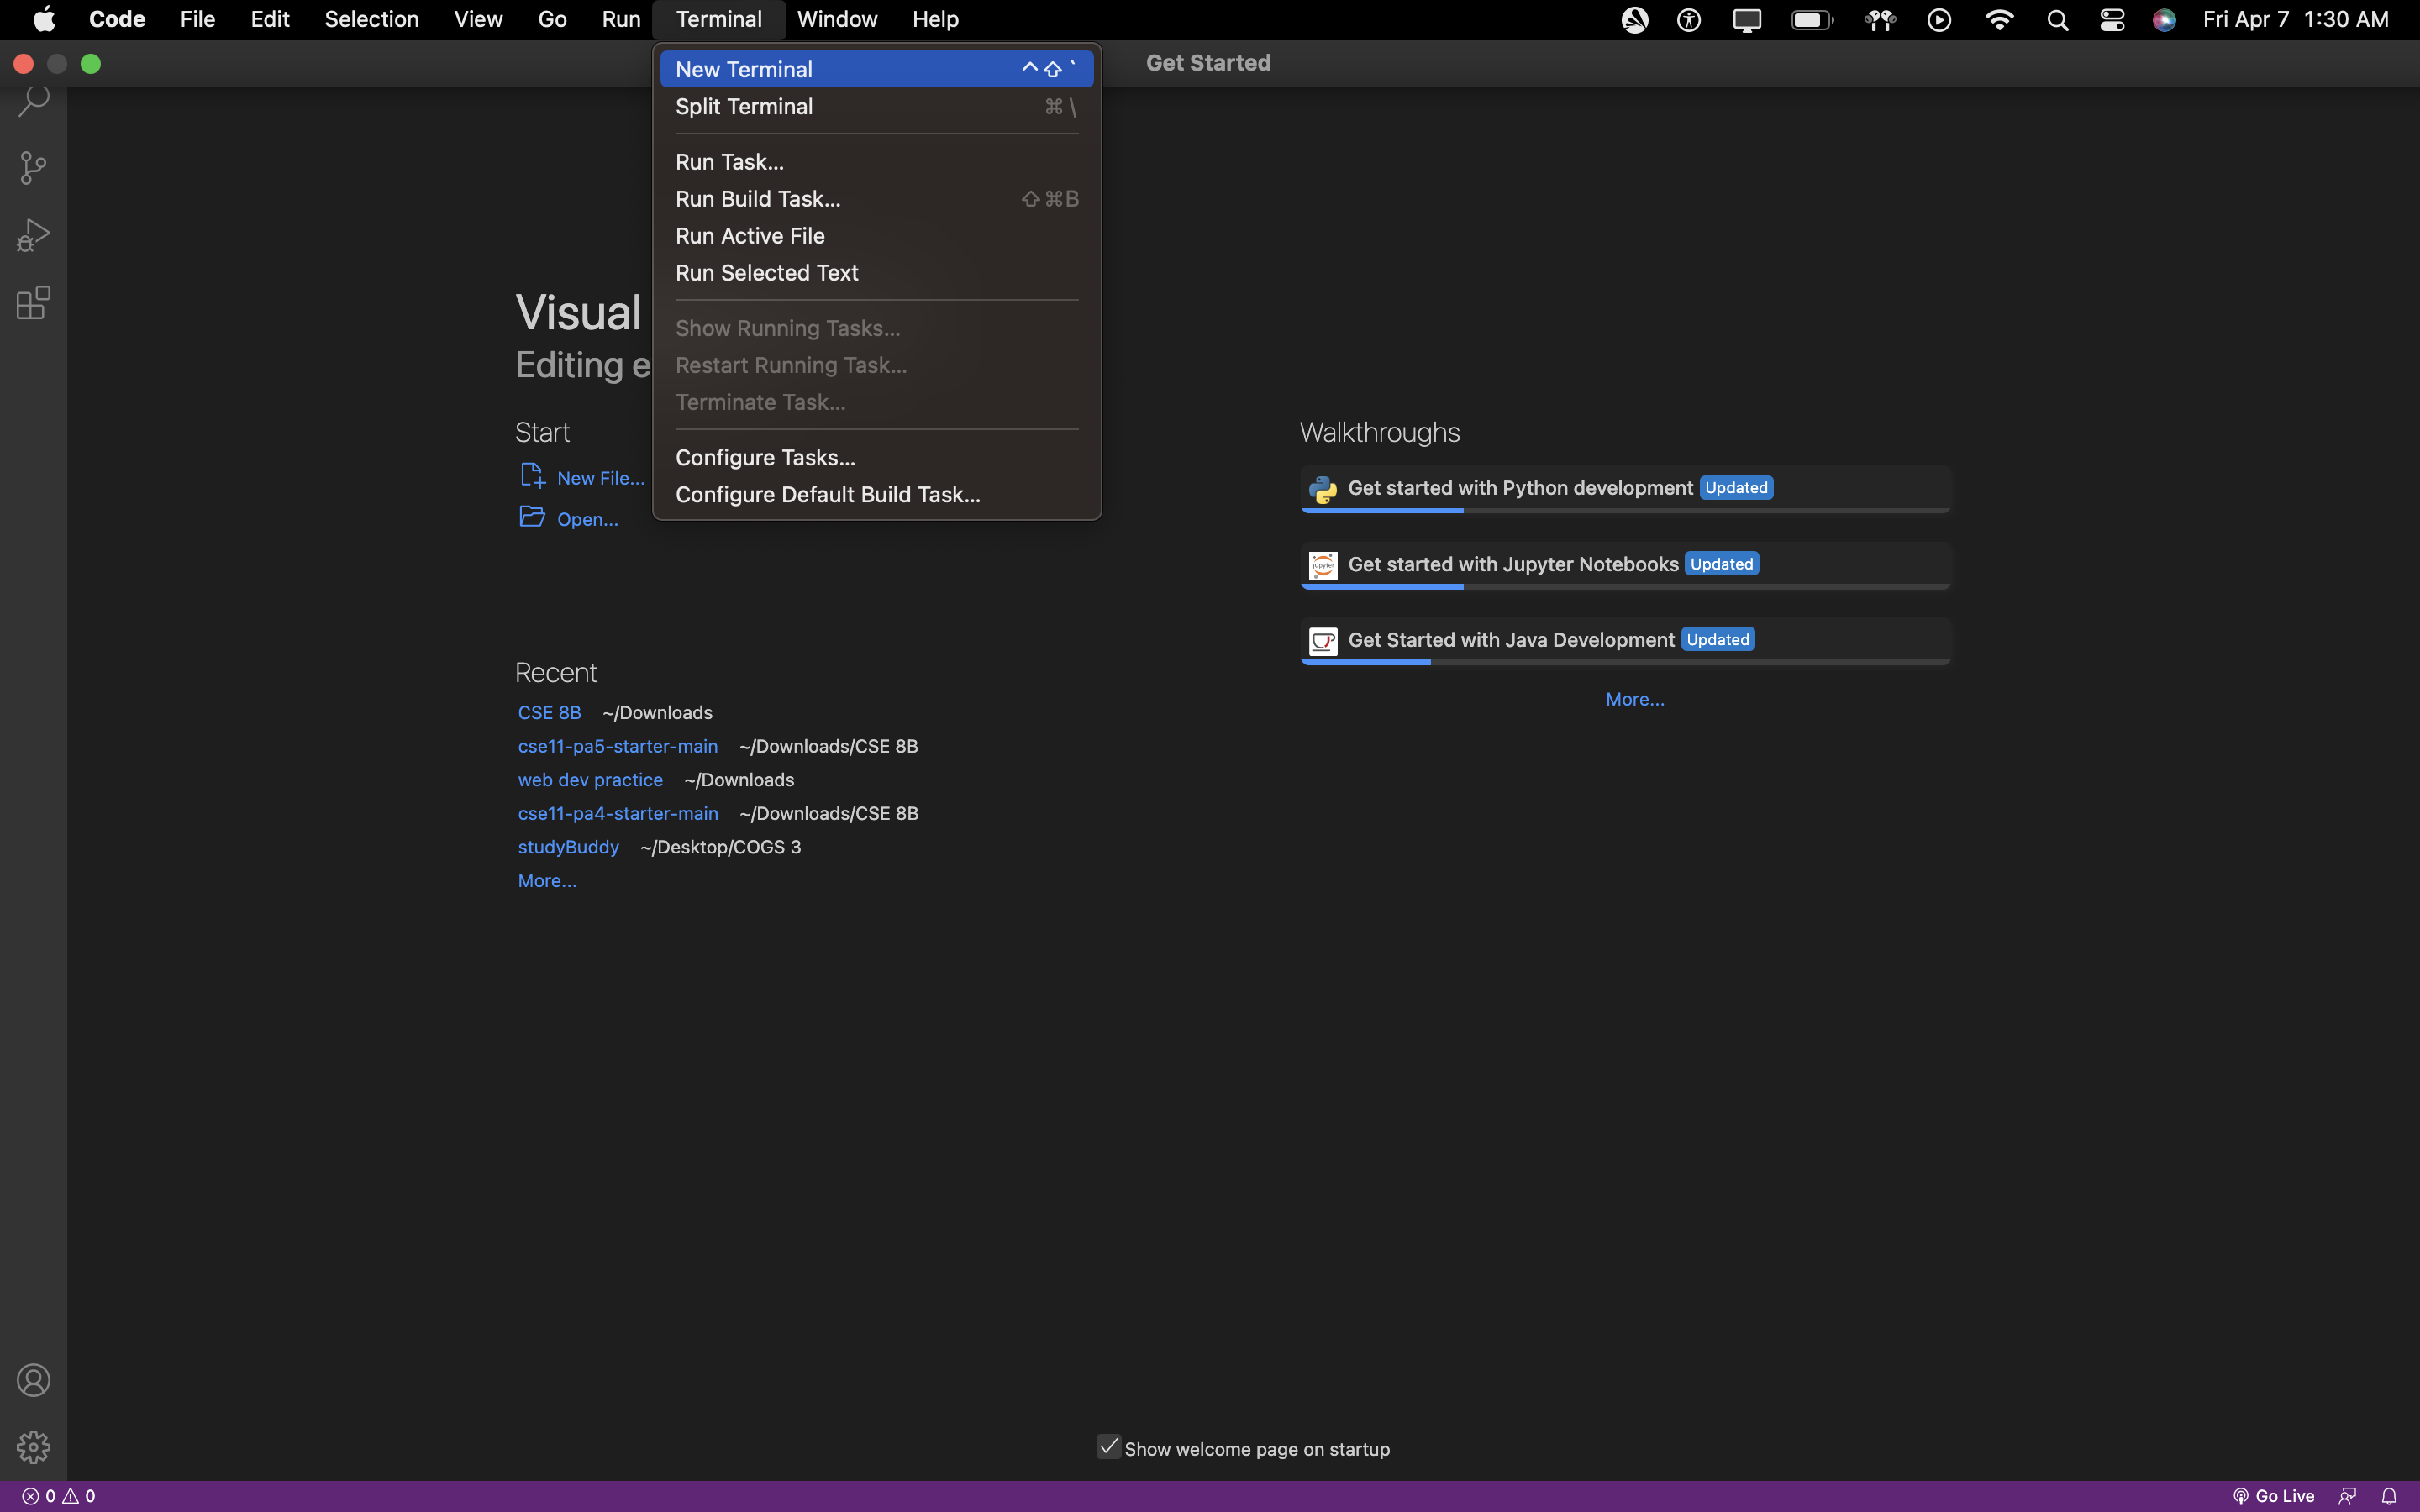 Code File Edit Selection View Go Run Terminal Window Help Fri Apr 7 1:30 AM
Get Started
New Terminal ^⇧`
Split Terminal ⌘\
Run Task...
Run Build Task... ⇧⌘B
Run Active File
Run Selected Text
Show Running Tasks...
Restart Running Task...
Terminate Task...
Configure Tasks...
Configure Default Build Task...
Visual
Editing e
Start
New File...
Open...
Recent
CSE 8B ~/Downloads
cse11-pa5-starter-main ~/Downloads/CSE 8B
web dev practice ~/Downloads
cse11-pa4-starter-main ~/Downloads/CSE 8B
studyBuddy ~/Desktop/COGS 3
More...
Walkthroughs
Get started with Python development Updated
jupyter
Get started with Jupyter Notebooks Updated
Get Started with Java Development Updated
More...
Show welcome page on startup
0 0 Go Live